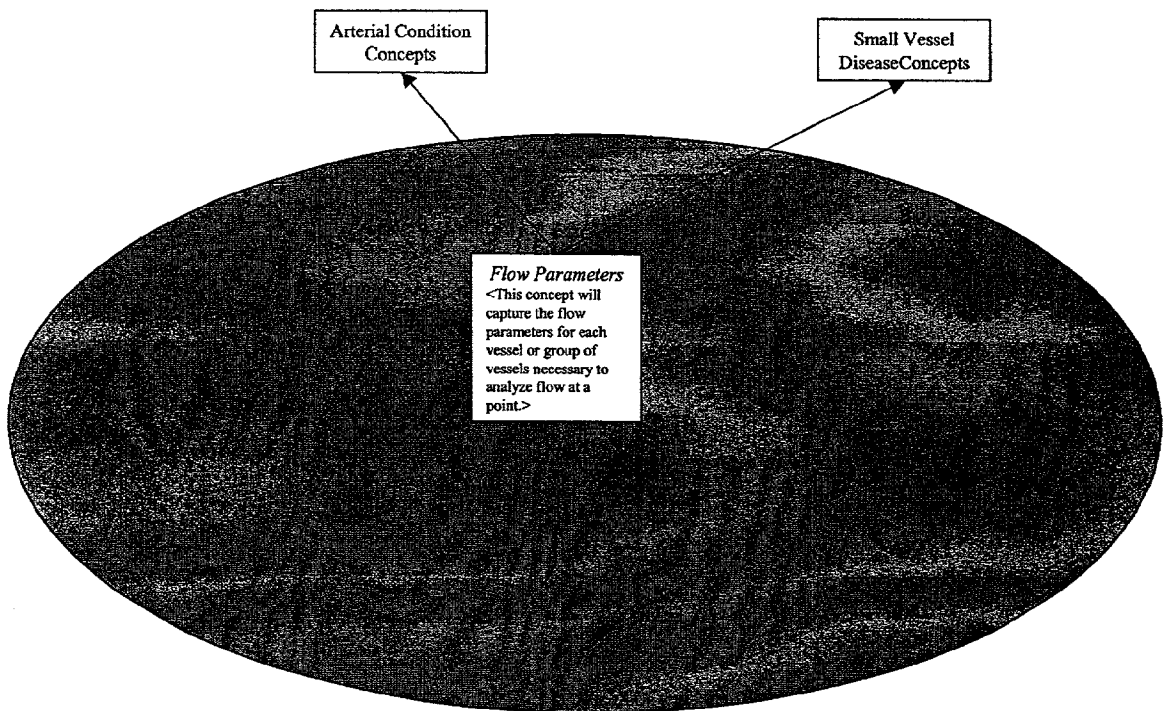 Arterial Condition
Concepts
Small Vessel
DiseaseConcepts
Flow Parameters
<This concept will
capture the flow
parameters for each
vessel or group of
vessels necessary to
analyze flow at a
point.>